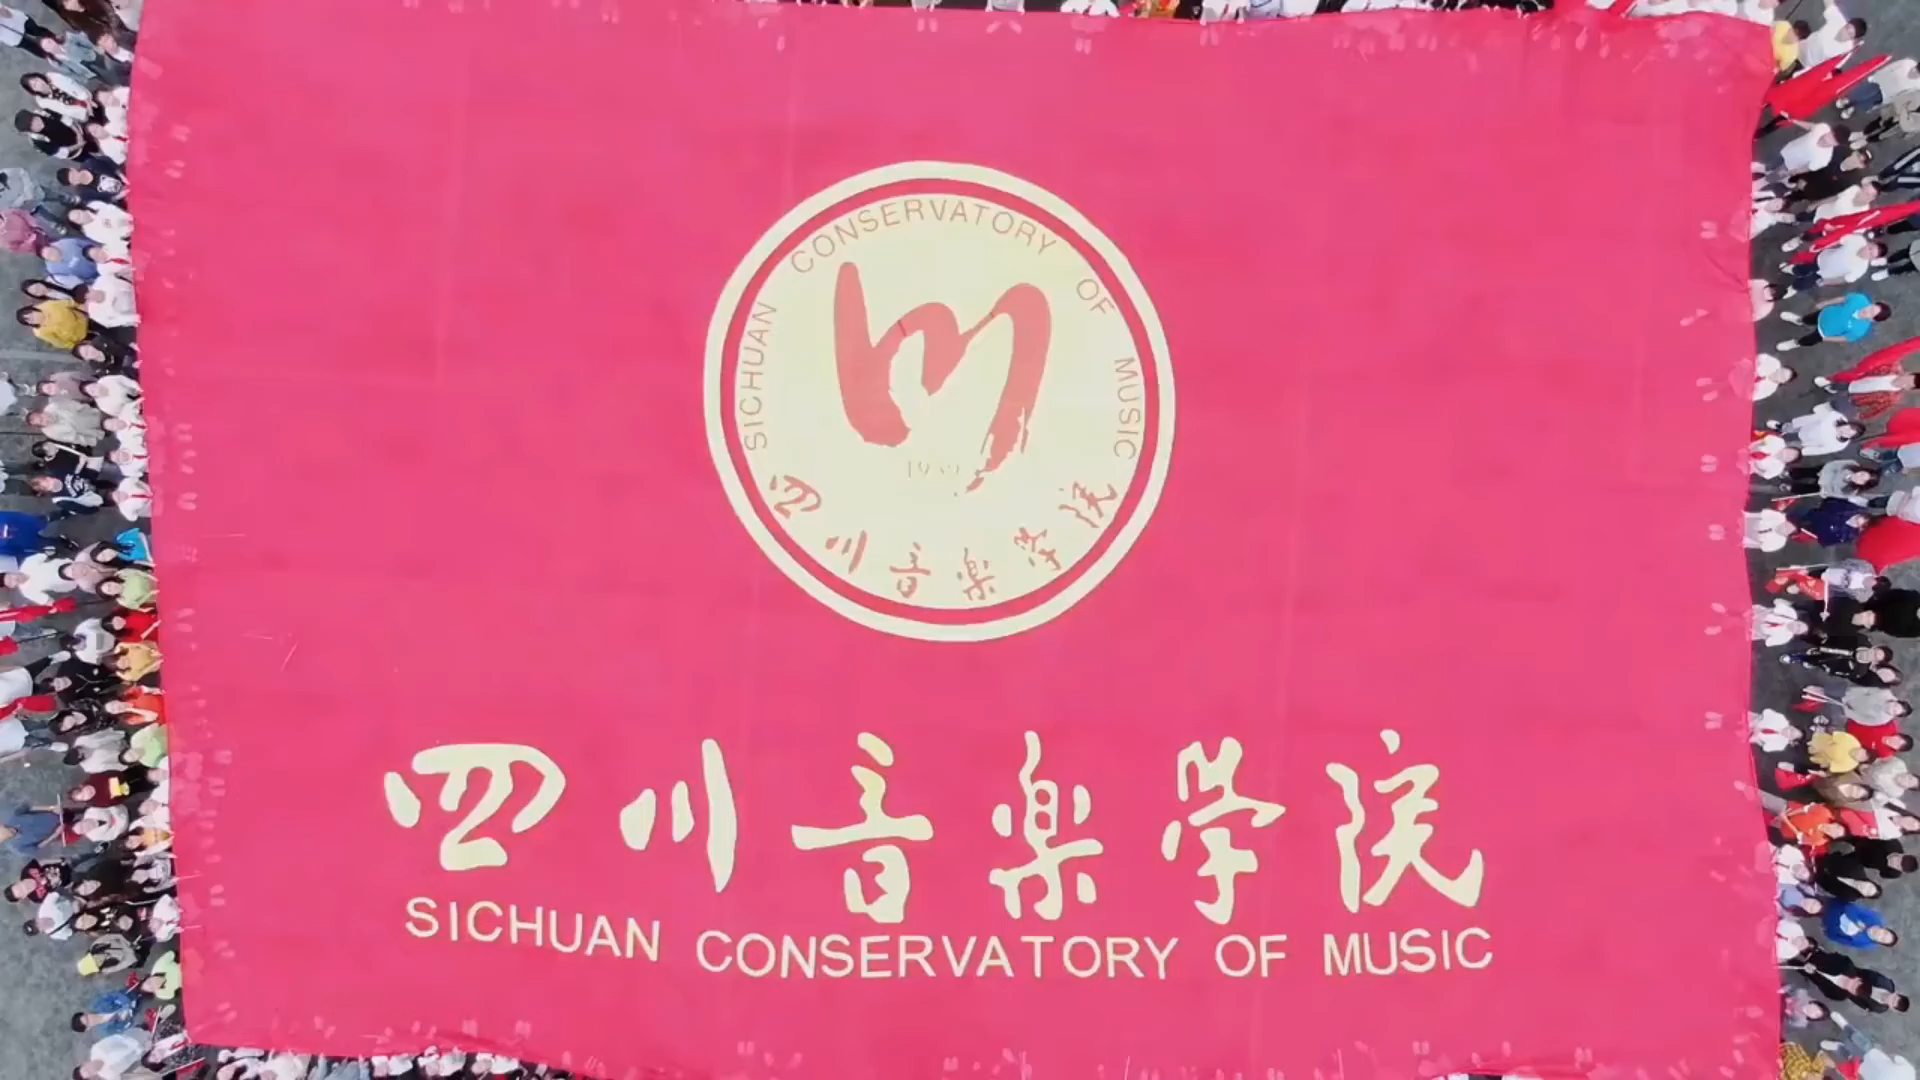 SICHUAN CONSERVATORY OF MUSIC
1939
四川音樂学院
四川音樂学院
SICHUAN CONSERVATORY OF MUSIC